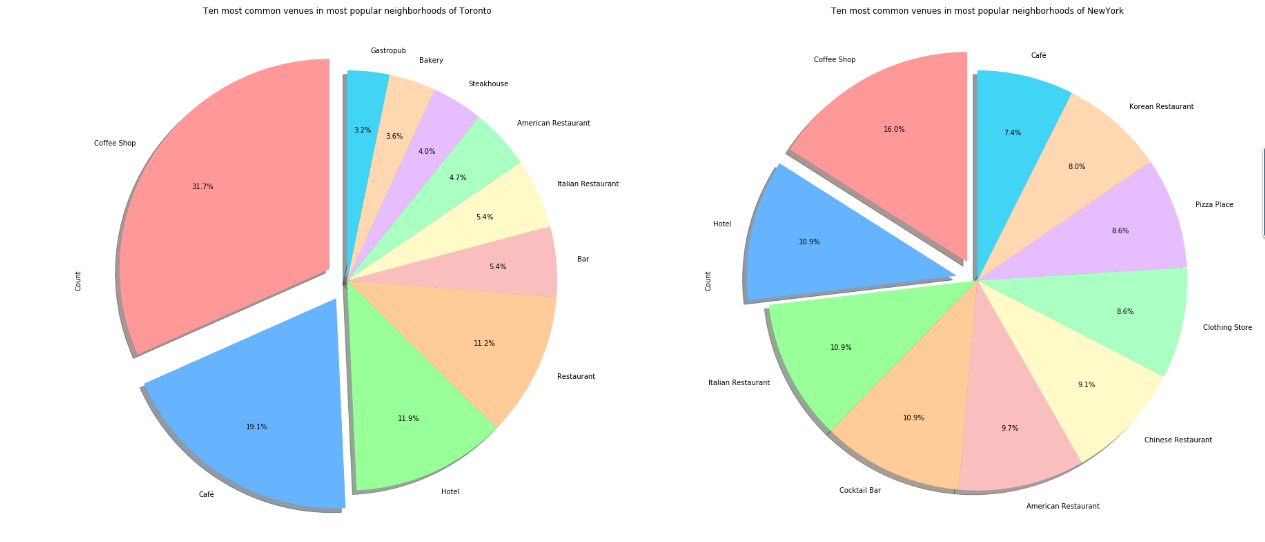 Ten most common venues in most popular neighborhoods of Toronto
Gastropub
Bakery
Steakhouse
American Restaurant
Italian Restaurant
Bar
Restaurant
Hotel
Café
Coffee Shop
Count
3.2%
3.6%
4.0%
4.7%
5.4%
5.4%
11.2%
11.9%
19.1%
31.7%
Ten most common venues in most popular neighborhoods of NewYork
Café
Korean Restaurant
Pizza Place
Clothing Store
Chinese Restaurant
American Restaurant
Cocktail Bar
Italian Restaurant
Hotel
Coffee Shop
Count
7.4%
8.0%
8.6%
8.6%
9.1%
9.7%
10.9%
10.9%
10.9%
16.0%